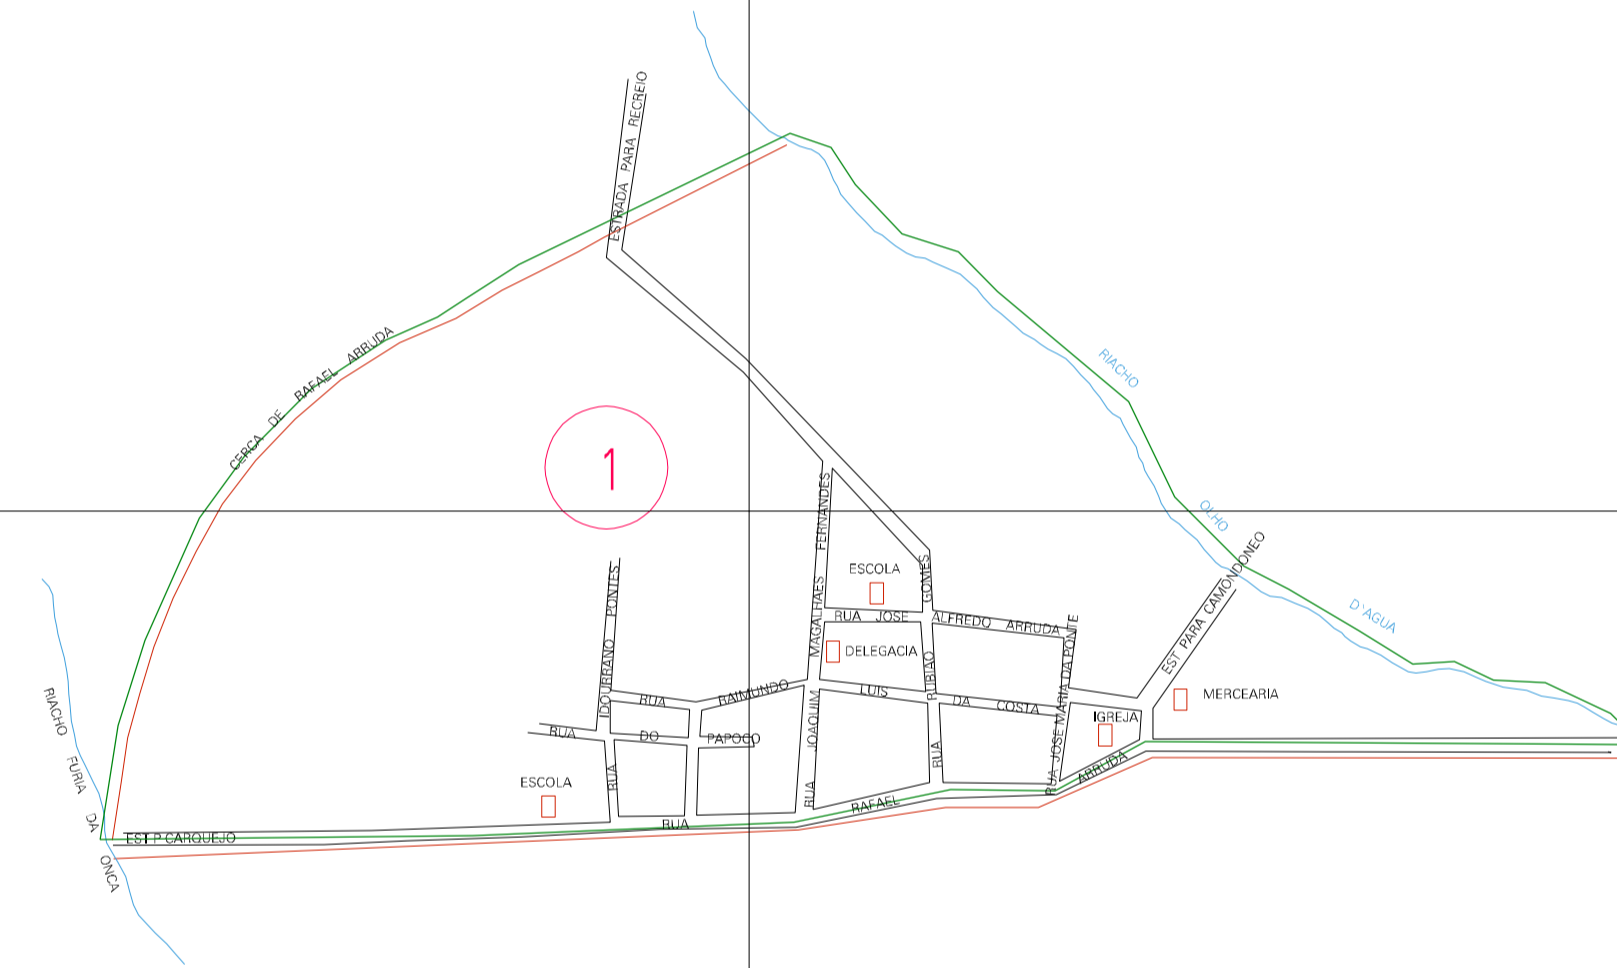 ESTRADA PARA RECREIO
CERCA DE RAFAEL ARRUDA
RIACHO OLHO D'AGUA
1
EST PARA CAMONDONEO
RUA JOAQUIM MAGALHAES FERNANDES
ESCOLA
RUA RUBIAO GOMES
RUA JOSE ALFREDO ARRUDA
DELEGACIA
RUA JOSE MARIA DA PONTE
RUA IDOURRANO PONTES
RUA RAIMUNDO LUIS DA COSTA
MERCEARIA
IGREJA
RUA DO PAPOCO
ESCOLA
RUA RAFAEL ARRUDA
EST P CARQUEJO
RIACHO FURIA DA ONCA